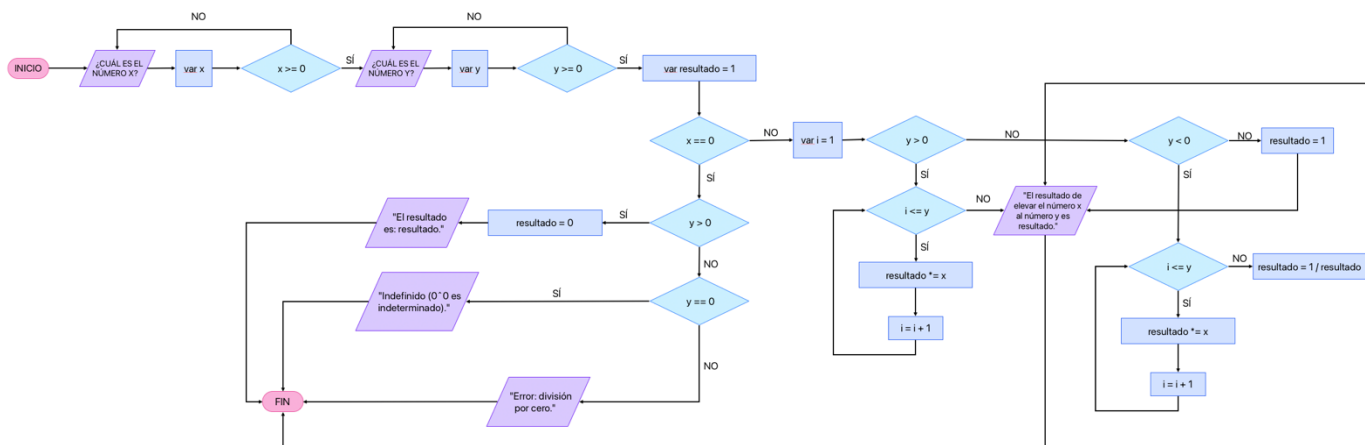 NO
NO
INICIO
¿CUÁL ES EL
NÚMERO X?
var x
x >= 0
SÍ
¿CUÁL ES EL
NÚMERO Y?
var y
y >= 0
SÍ
var resultado = 1
x == 0
NO
var i = 1
y > 0
NO
y < 0
NO
resultado = 1
SÍ
SÍ
SÍ
"El resultado
es: resultado."
resultado = 0
SÍ
y > 0
i <= y
NO
"El resultado de
elevar el número x
al número y es
resultado."
NO
SÍ
resultado *= x
i <= y
NO
resultado = 1 / resultado
"Indefinido (0^0 es
indeterminado)."
SÍ
y == 0
SÍ
i = i + 1
resultado *= x
NO
i = i + 1
FIN
"Error: división
por cero."